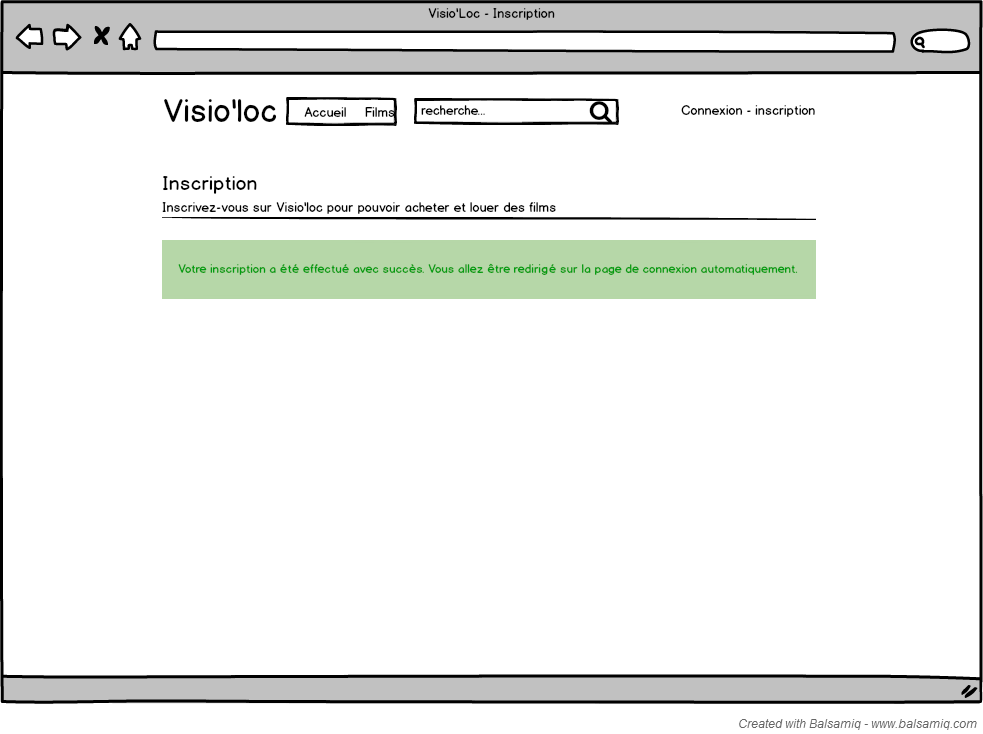 Visio'Loc - Inscription
Visio'loc
Accueil Films
recherche...
Connexion - inscription
Inscription
Inscrivez-vous sur Visio'loc pour pouvoir acheter et louer des films
Votre inscription a été effectué avec succès. Vous allez être redirigé sur la page de connexion automatiquement.
Created with Balsamiq - www.balsamiq.com